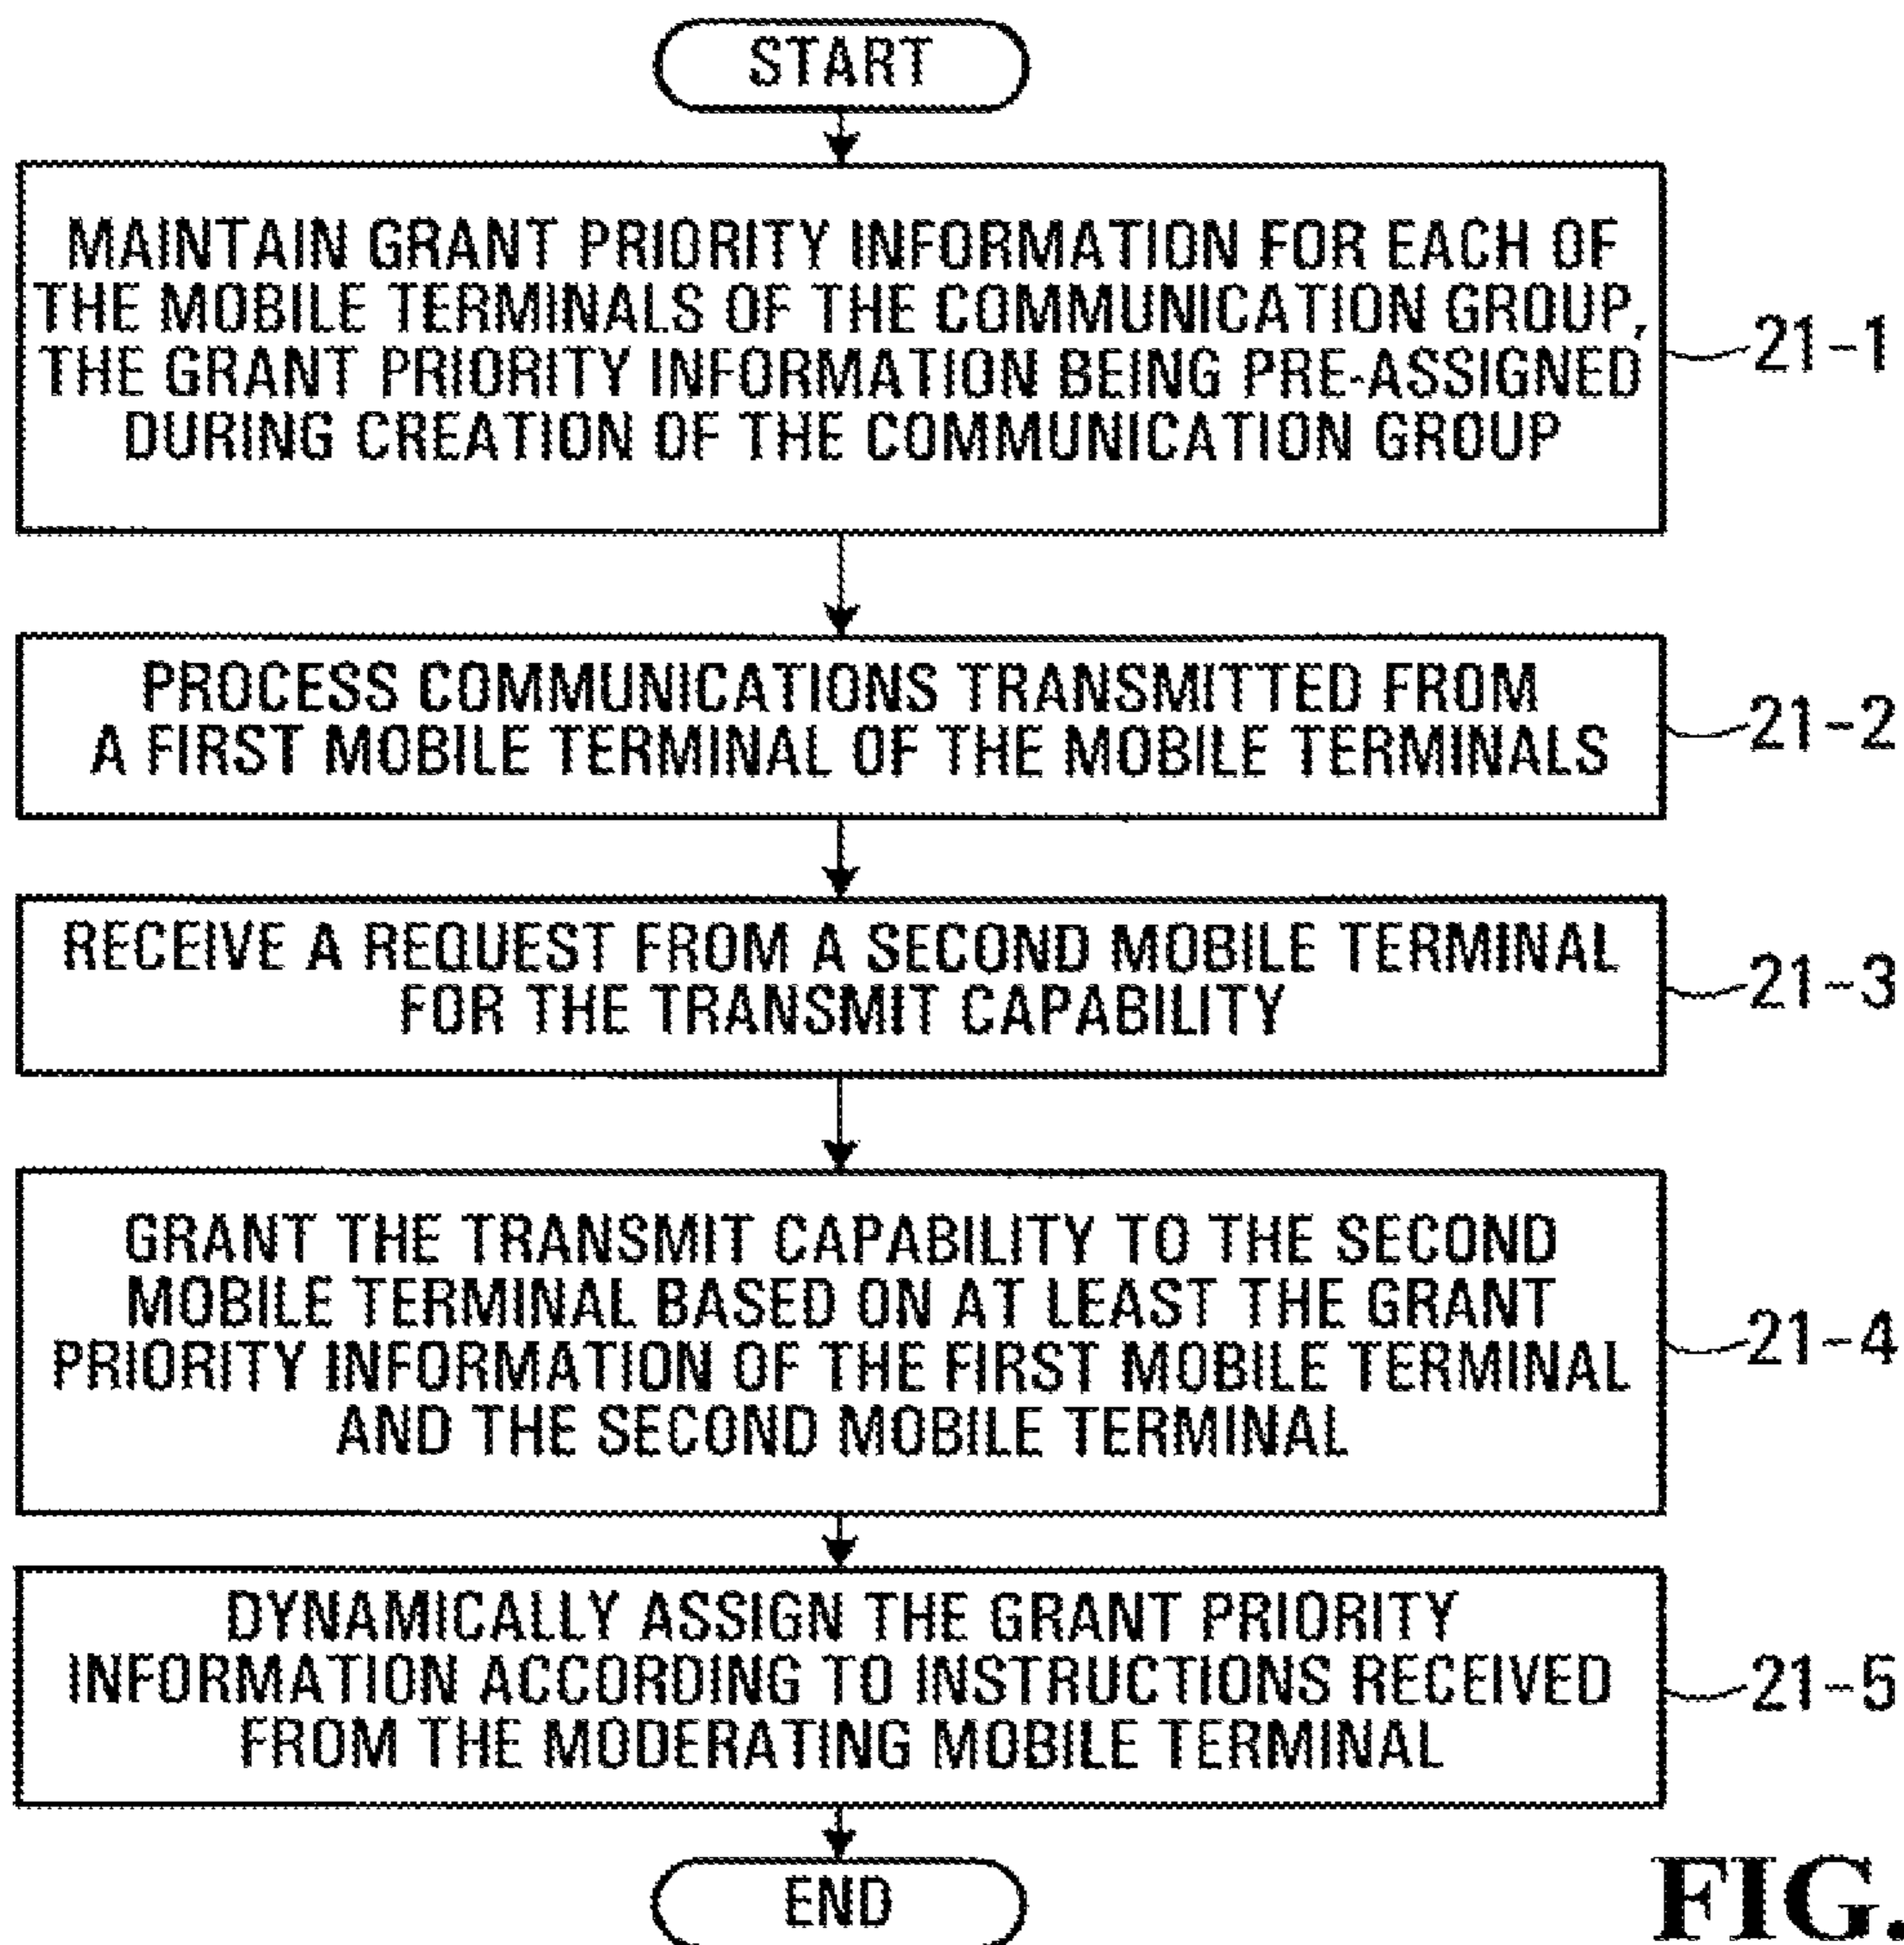 START
MAINTAIN GRANT PRIORITY INFORMATION FOR EACH OF
THE MOBILE TERMINALS OF THE COMMUNICATION GROUP,
THE GRANT PRIORITY INFORMATION BEING PRE-ASSIGNED
DURING CREATION OF THE COMMUNICATION GROUP
21-1
PROCESS COMMUNICATIONS TRANSMITTED FROM
A FIRST MOBILE TERMINAL OF THE MOBILE TERMINALS
21-2
RECEIVE A REQUEST FROM A SECOND MOBILE TERMINAL
FOR THE TRANSMIT CAPABILITY
21-3
GRANT THE TRANSMIT CAPABILITY TO THE SECOND
MOBILE TERMINAL BASED ON AT LEAST THE GRANT
PRIORITY INFORMATION OF THE FIRST MOBILE TERMINAL
AND THE SECOND MOBILE TERMINAL
21-4
DYNAMICALLY ASSIGN THE GRANT PRIORITY
INFORMATION ACCORDING TO INSTRUCTIONS RECEIVED
FROM THE MODERATING MOBILE TERMINAL
21-5
END
FIG.